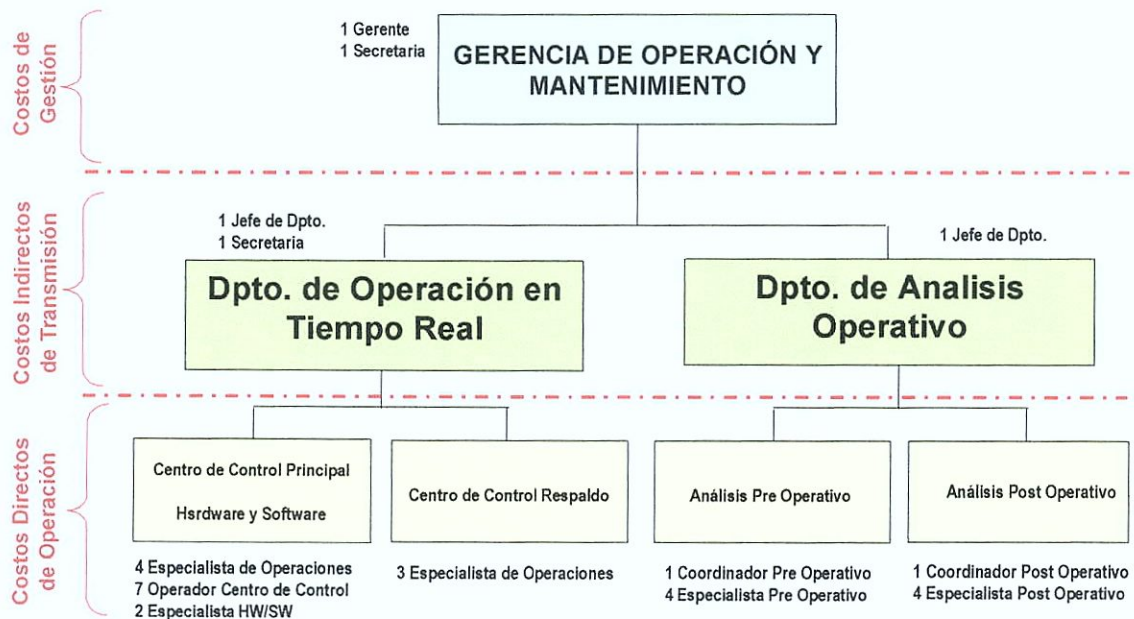 Costos de
Gestión
1 Gerente
1 Secretaria
GERENCIA DE OPERACIÓN Y
MANTENIMIENTO
Costos Indirectos
de Transmisión
1 Jefe de Dpto.
1 Secretaria
Dpto. de Operación en
Tiempo Real
1 Jefe de Dpto.
Dpto. de Analisis
Operativo
Costos Directos
de Operación
Centro de Control Principal
Hsrdware y Software
4 Especialista de Operaciones
7 Operador Centro de Control
2 Especialista HW/SW
Centro de Control Respaldo
3 Especialista de Operaciones
Análisis Pre Operativo
1 Coordinador Pre Operativo
4 Especialista Pre Operativo
Análisis Post Operativo
1 Coordinador Post Operativo
4 Especialista Post Operativo